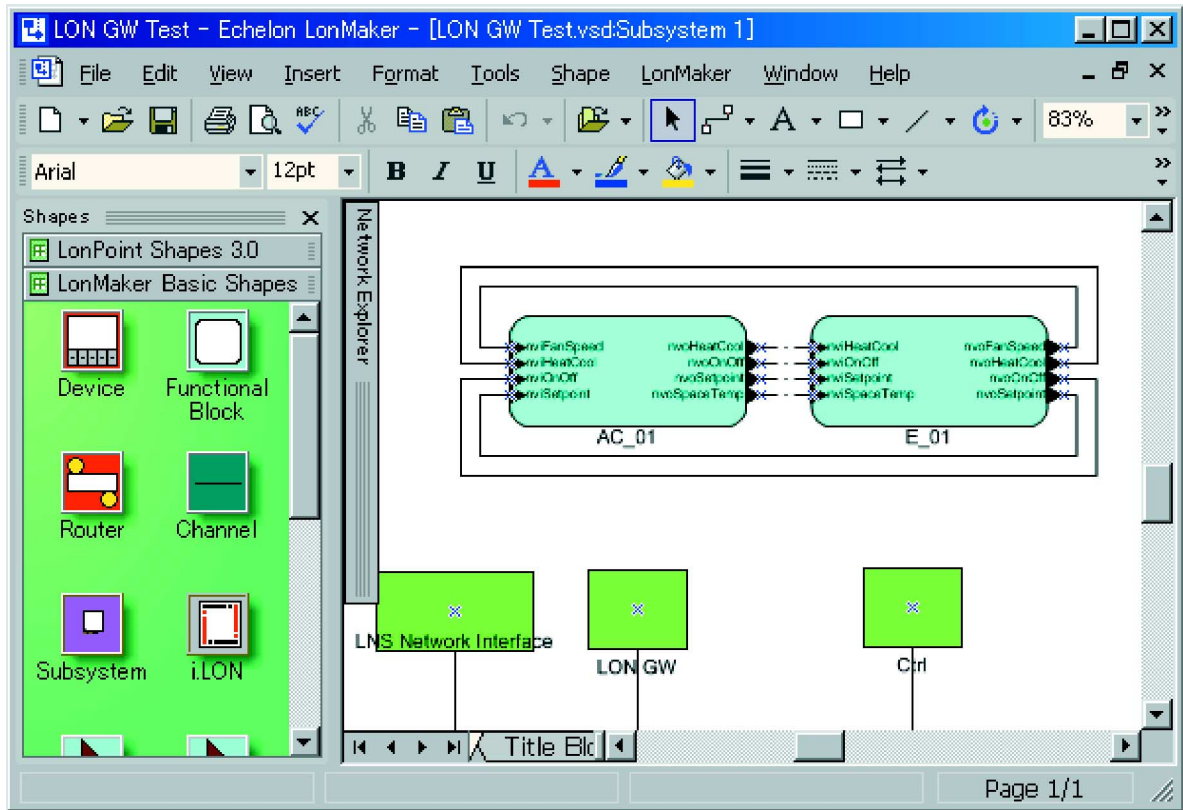 LON GW Test - Echelon LonMaker - [LON GW Test.vsd:Subsystem 1]
File Edit View Insert Format Tools Shape LonMaker Window Help
ABC A 83%
Arial 12pt B I U A
Shapes
LonPoint Shapes 3.0
LonMaker Basic Shapes
Device
Functional Block
Router
Channel
Subsystem
i.LON
Network Explorer
nviFanSpeed nvoHeatCool
nviHeatCool nvoOnOff
nviOnOff nvoSetpoint
nviSetpoint nvoSpaceTemp
AC_01
nviHeatCool nvoFanSpeed
nviOnOff nvoHeatCool
nviSetpoint nvoOnOff
nviSpaceTemp nvoSetpoint
E_01
LNS Network Interface
LON GW
Ctrl
Title Blo
Page 1/1